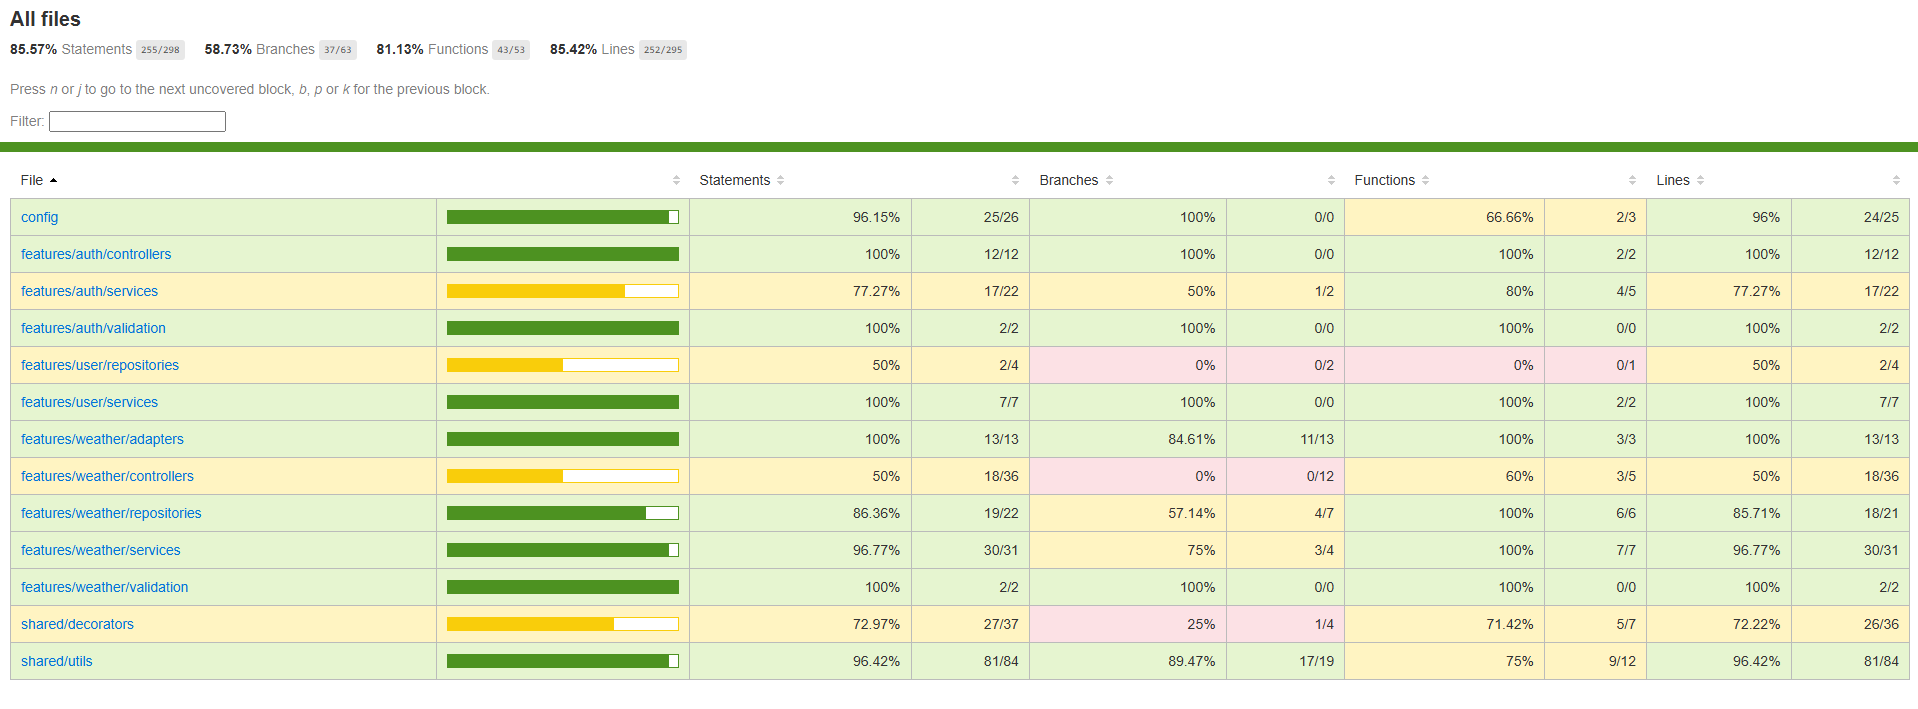 All files
85.57% Statements 255/298 58.73% Branches 37/63 81.13% Functions 43/53 85.42% Lines 252/295
Press n or j to go to the next uncovered block, b, p or k for the previous block.
Filter:
File Statements Branches Functions Lines
config 96.15% 25/26 100% 0/0 66.66% 2/3 96% 24/25
features/auth/controllers 100% 12/12 100% 0/0 100% 2/2 100% 12/12
features/auth/services 77.27% 17/22 50% 1/2 80% 4/5 77.27% 17/22
features/auth/validation 100% 2/2 100% 0/0 100% 0/0 100% 2/2
features/user/repositories 50% 2/4 0% 0/2 0% 0/1 50% 2/4
features/user/services 100% 7/7 100% 0/0 100% 2/2 100% 7/7
features/weather/adapters 100% 13/13 84.61% 11/13 100% 3/3 100% 13/13
features/weather/controllers 50% 18/36 0% 0/12 60% 3/5 50% 18/36
features/weather/repositories 86.36% 19/22 57.14% 4/7 100% 6/6 85.71% 18/21
features/weather/services 96.77% 30/31 75% 3/4 100% 7/7 96.77% 30/31
features/weather/validation 100% 2/2 100% 0/0 100% 0/0 100% 2/2
shared/decorators 72.97% 27/37 25% 1/4 71.42% 5/7 72.22% 26/36
shared/utils 96.42% 81/84 89.47% 17/19 75% 9/12 96.42% 81/84